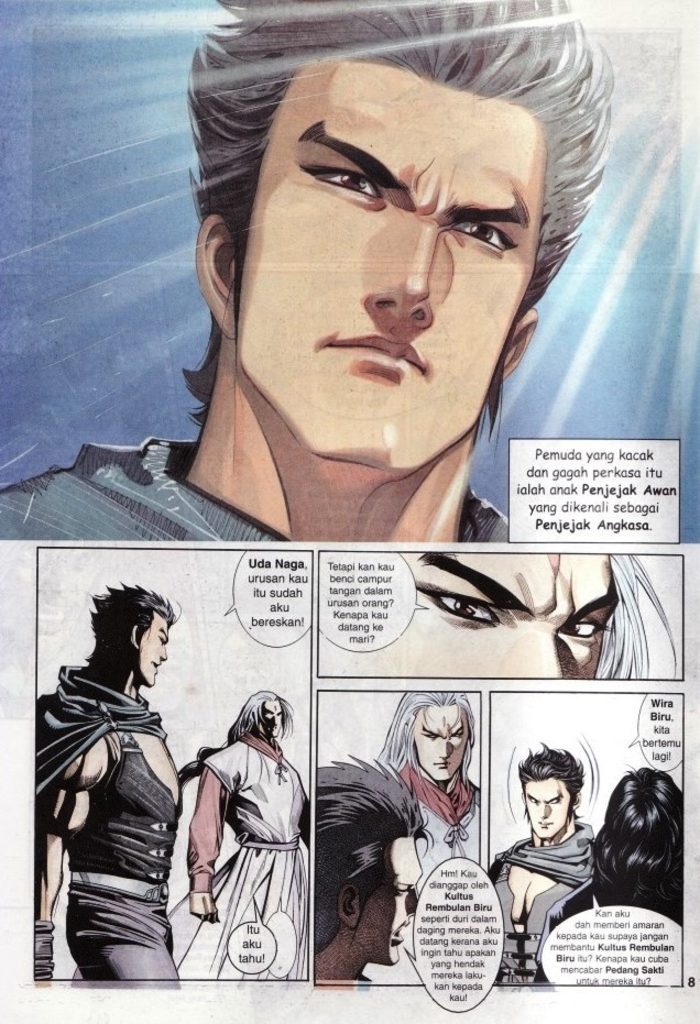 Pemuda yang kacak
dan gagah perkasa itu
ialah anak Penjejak Awan
yang dikenali sebagai
Penjejak Angkasa.
Uda Naga,
urusan kau
itu sudah
aku
bereskan!
Itu
aku
tahu!
Tetapi kan kau
benci campur
tangan dalam
urusan orang?
Kenapa kau
datang ke
mari?
Hm! Kau
dianggap oleh
Kultus
Rembulan Biru
seperti duri dalam
daging mereka. Aku
datang kerana aku
ingin tahu apakah
yang hendak
mereka laku-
kan kepada
kau!
Wira
Biru,
kita
bertemu
lagi!
Kan aku
dah memberi amaran
kepada kau supaya jangan
membantu Kultus Rembulan
Biru itu? Kenapa kau cuba
mencabar Pedang Sakti
untuk mereka itu?
8